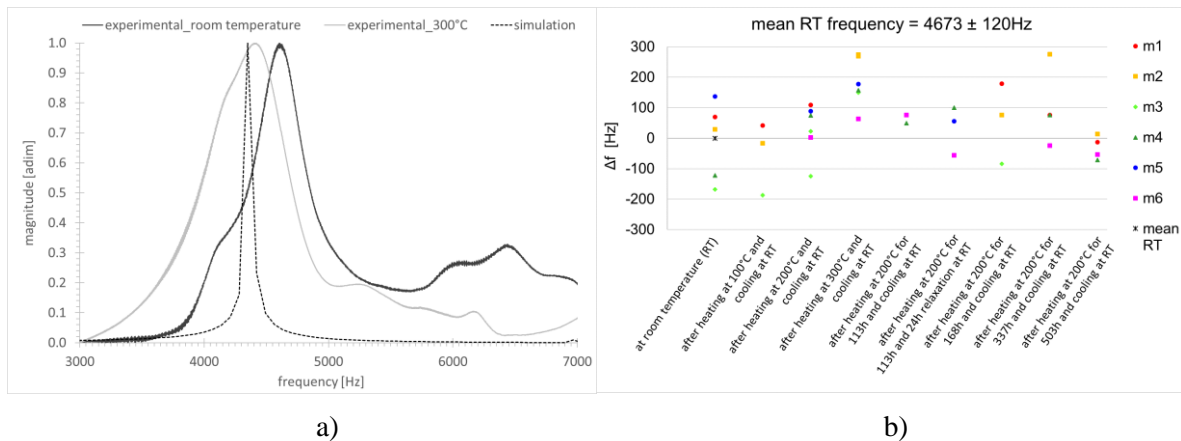 experimental_room temperature experimental_300°C simulation
1.0
0.9
0.8
0.7
0.6
0.5
0.4
0.3
0.2
0.1
0.0
magnitude [adim]
3000 4000 5000 6000 7000
frequency [Hz]
a)
mean RT frequency = 4673 ± 120Hz
300
200
100
0
-100
-200
-300
Δf [Hz]
m1
m2
m3
m4
m5
m6
mean
RT
at room temperature (RT)
after heating at 100°C and
cooling at RT
after heating at 200°C and
cooling at RT
after heating at 300°C and
cooling at RT
after heating at 200°C for
113h and cooling at RT
after heating at 200°C for
113h and 24h relaxation at RT
after heating at 200°C for
168h and cooling at RT
after heating at 200°C for
337h and cooling at RT
after heating at 200°C for
503h and cooling at RT
b)